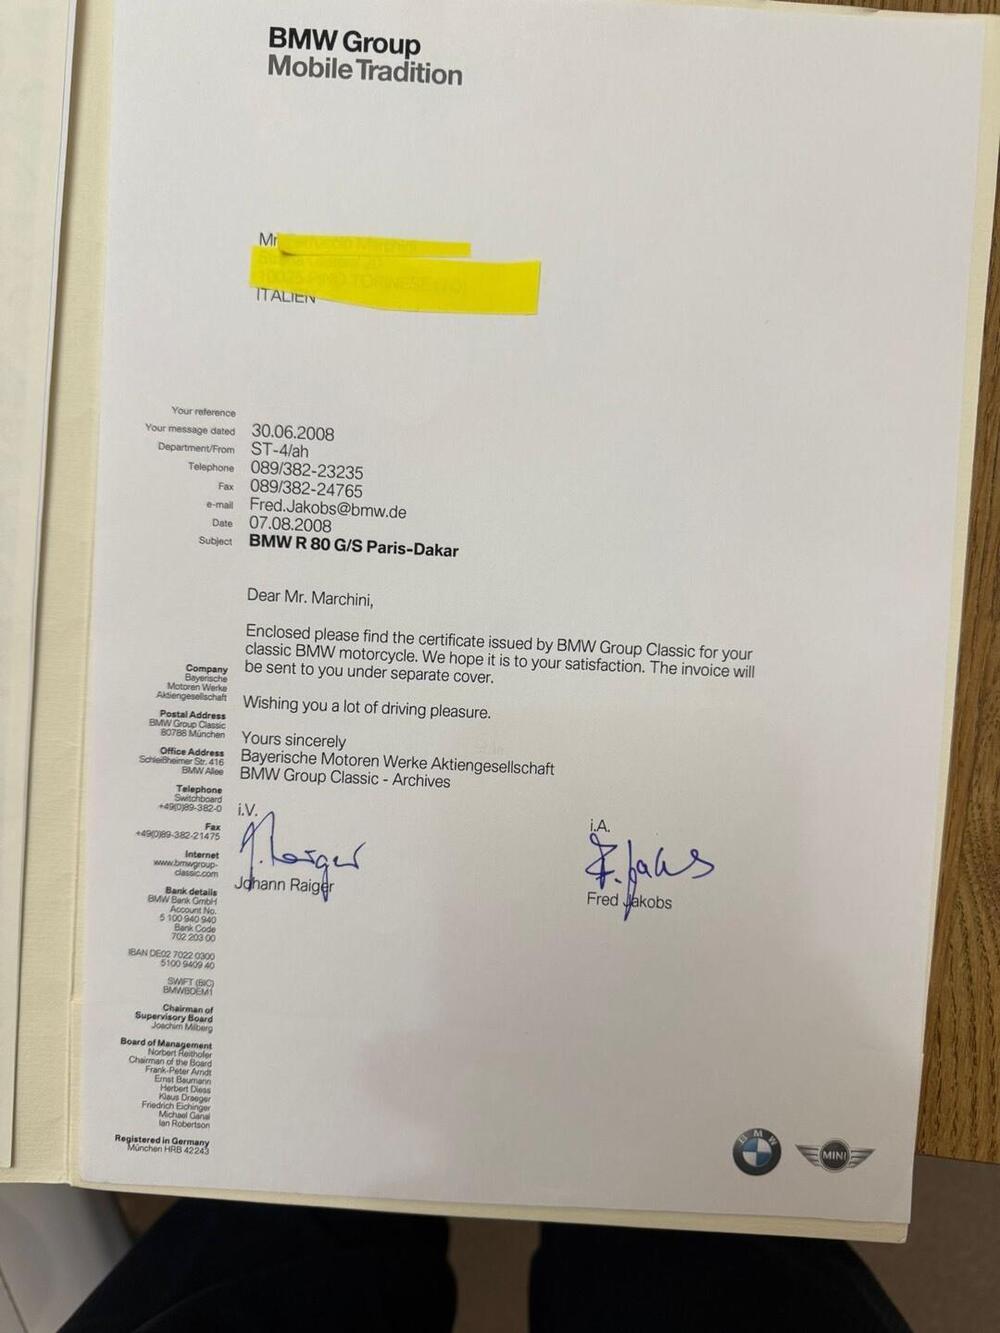 BMW Group
Mobile Tradition
Mr
ITALIEN
Your reference
Your message dated 30.06.2008
Department/From ST-4/ah
Telephone 089/382-23235
Fax 089/382-24765
e-mail Fred.Jakobs@bmw.de
Date 07.08.2008
Subject BMW R 80 G/S Paris-Dakar
Dear Mr. Marchini,
Enclosed please find the certificate issued by BMW Group Classic for your
classic BMW motorcycle. We hope it is to your satisfaction. The invoice will
be sent to you under separate cover.
Wishing you a lot of driving pleasure.
Yours sincerely
Bayerische Motoren Werke Aktiengesellschaft
BMW Group Classic - Archives
i.V.
Johann Raiger
i.A.
F. Jakobs
Fred Jakobs
Company
Bayerische
Motoren Werke
Aktiengesellschaft
Postal Address
BMW Group Classic
80788 München
Office Address
Schleißheimer Str. 416
BMW Allee
Telephone
Switchboard
+49(0)89-382-0
Fax
+49(0)89-382-21475
Internet
www.bmwgroup-
classic.com
Bank details
BMW Bank GmbH
Account No.
5 100 940 940
Bank Code
702 203 00
IBAN DE02 7022 0300
5100 9409 40
SWIFT (BIC)
BMWBDEM1
Chairman of
Supervisory Board
Joachim Milberg
Board of Management
Norbert Reithofer
Chairman of the Board
Frank-Peter Arndt
Ernst Baumann
Herbert Diess
Klaus Draeger
Friedrich Eichinger
Michael Ganal
Ian Robertson
Registered in Germany
München HRB 42243
BMW
MINI